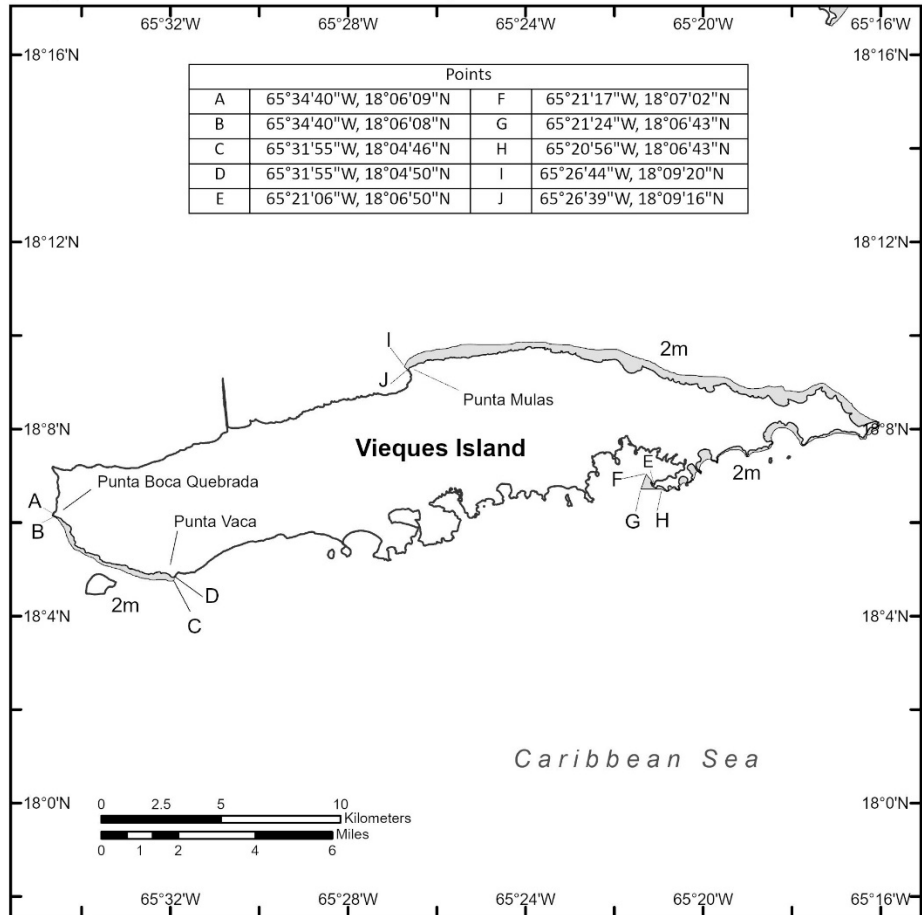 65°32'W 65°28'W 65°24'W 65°20'W 65°16'W
18°16'N 18°16'N
Points
A 65°34'40"W, 18°06'09"N F 65°21'17"W, 18°07'02"N
B 65°34'40"W, 18°06'08"N G 65°21'24"W, 18°06'43"N
C 65°31'55"W, 18°04'46"N H 65°20'56"W, 18°06'43"N
D 65°31'55"W, 18°04'50"N I 65°26'44"W, 18°09'20"N
E 65°21'06"W, 18°06'50"N J 65°26'39"W, 18°09'16"N
18°12'N 18°12'N
I
2m
J
Punta Mulas
18°8'N 18°8'N
Vieques Island
E
2m
F
Punta Boca Quebrada
A
G H
Punta Vaca
B
D
2m
C
18°4'N 18°4'N
Caribbean Sea
18°0'N 18°0'N
0 2.5 5 10
Kilometers
Miles
0 1 2 4 6
65°32'W 65°28'W 65°24'W 65°20'W 65°16'W